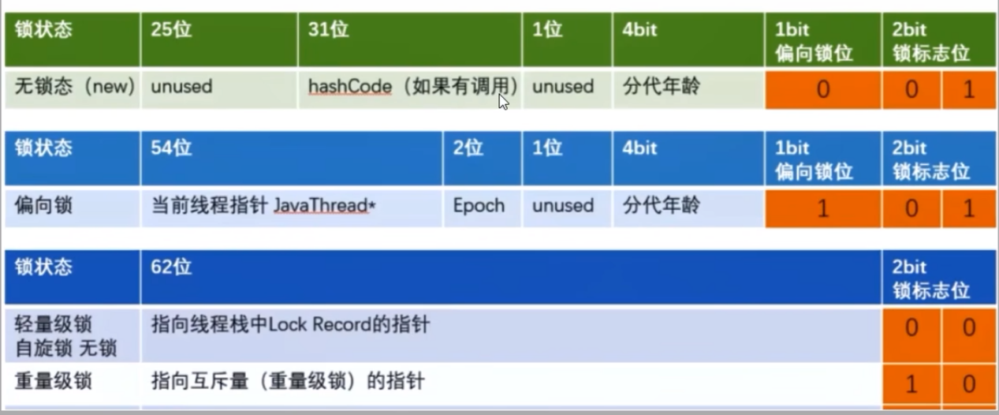 锁状态 25位 31位 1位 4bit 1bit 2bit
偏向锁位 锁标志位
无锁态（new） unused hashCode（如果有调用） unused 分代年龄 0 0 1
锁状态 54位 2位 1位 4bit 1bit 2bit
偏向锁位 锁标志位
偏向锁 当前线程指针 JavaThread* Epoch unused 分代年龄 1 0 1
锁状态 62位 2bit
锁标志位
轻量级锁 指向线程栈中Lock Record的指针 0 0
自旋锁 无锁
重量级锁 指向互斥量（重量级锁）的指针 1 0